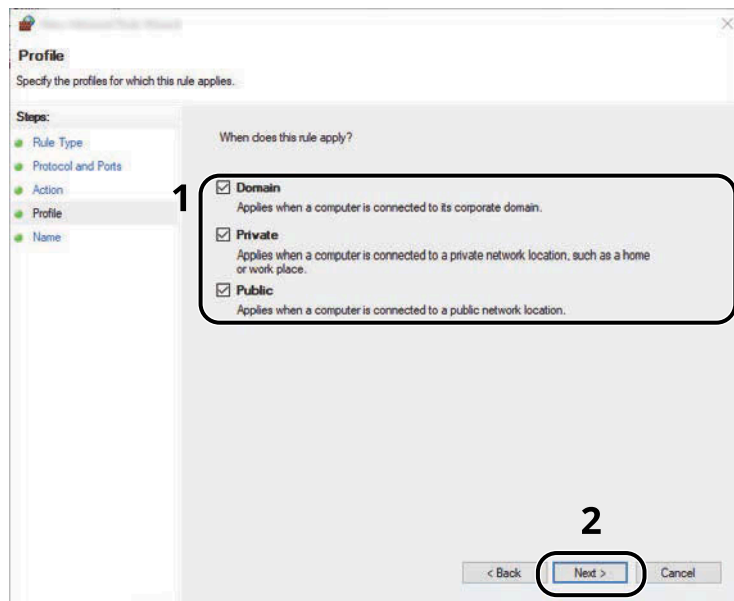 Profile
Specify the profiles for which this rule applies.
Steps:
Rule Type
Protocol and Ports
Action
Profile
Name
When does this rule apply?
1
Domain
Applies when a computer is connected to its corporate domain.
Private
Applies when a computer is connected to a private network location, such as a home
or work place.
Public
Applies when a computer is connected to a public network location.
2
< Back
Next >
Cancel